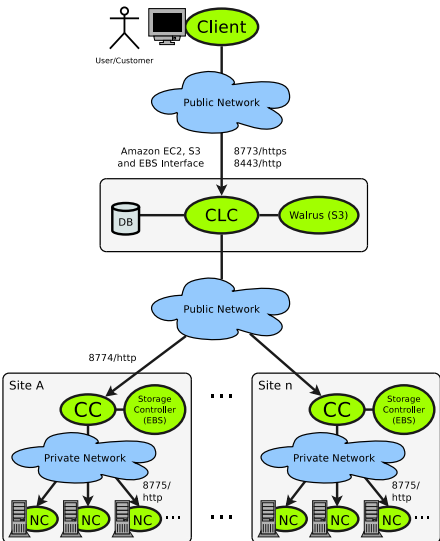 Client
User/Customer
Public Network
Amazon EC2, S3
and EBS Interface
8773/https
8443/http
DB
CLC
Walrus (S3)
Public Network
8774/http
Site A
CC
Storage
Controller
(EBS)
Private Network
8775/
http
NC
NC
NC
...
...
...
Site n
CC
Storage
Controller
(EBS)
Private Network
8775/
http
NC
NC
NC
...